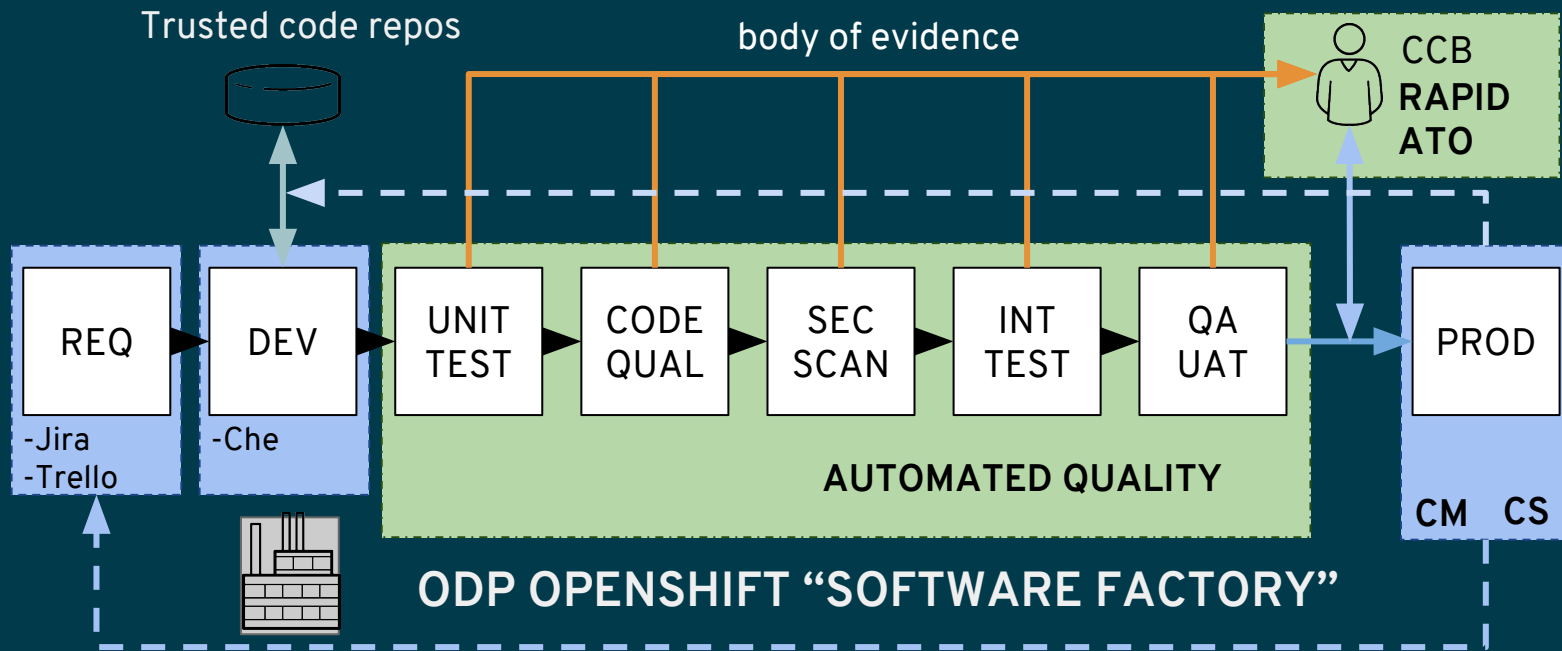 Trusted code repos
body of evidence
CCB
RAPID
ATO
REQ
DEV
UNIT
TEST
CODE
QUAL
SEC
SCAN
INT
TEST
QA
UAT
PROD
-Jira
-Trello
-Che
AUTOMATED QUALITY
CM CS
ODP OPENSHIFT “SOFTWARE FACTORY”